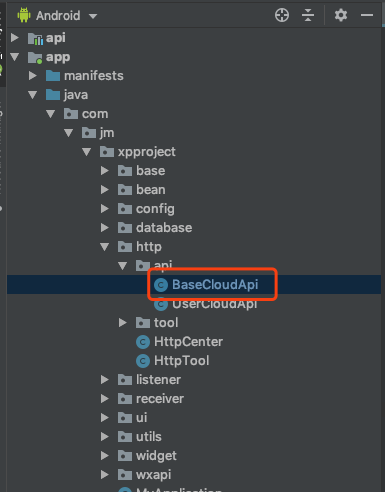 Android
api
app
manifests
java
com
jm
xpproject
base
bean
config
database
http
api
BaseCloudApi
UserCloudApi
tool
HttpCenter
HttpTool
listener
receiver
ui
utils
widget
wxapi
MyApplication